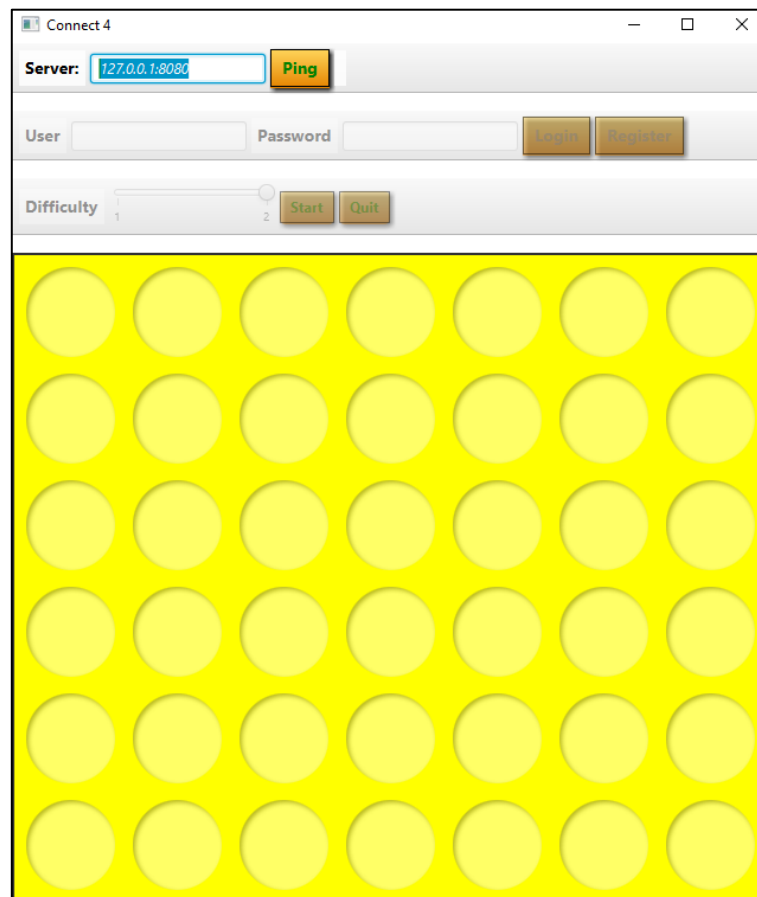 Connect 4
Server: 127.0.0.1:8080 Ping
User Password Login Register
Difficulty 1 2 Start Quit